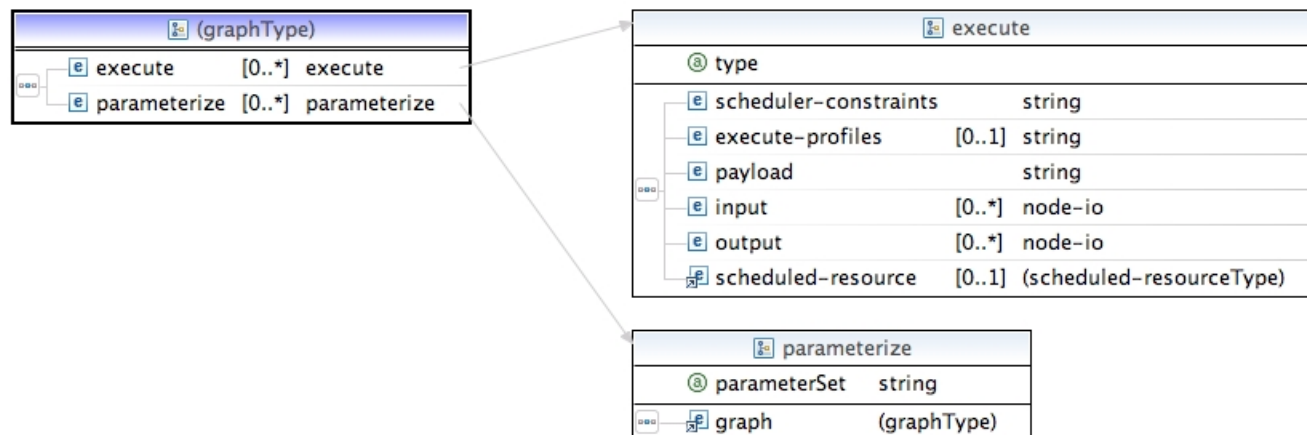 (graphType)
execute [0..*] execute
parameterize [0..*] parameterize
execute
a type
e scheduler-constraints string
e execute-profiles [0..1] string
e payload string
e input [0..*] node-io
e output [0..*] node-io
e scheduled-resource [0..1] (scheduled-resourceType)
parameterize
a parameterSet string
e graph (graphType)